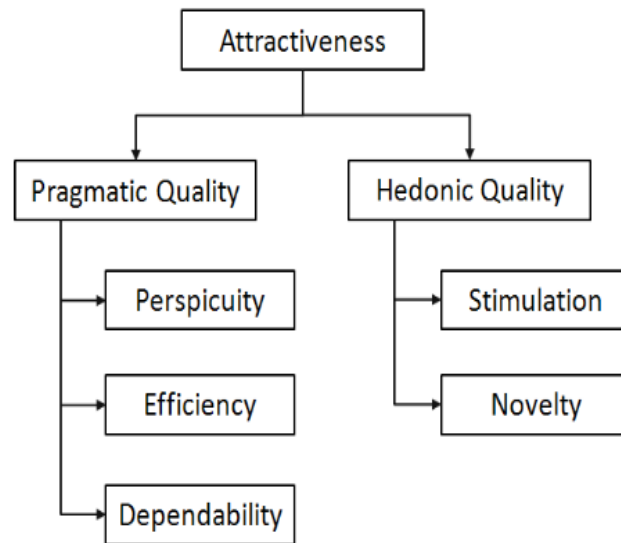 Attractiveness
Pragmatic Quality
Hedonic Quality
Perspicuity
Stimulation
Efficiency
Novelty
Dependability